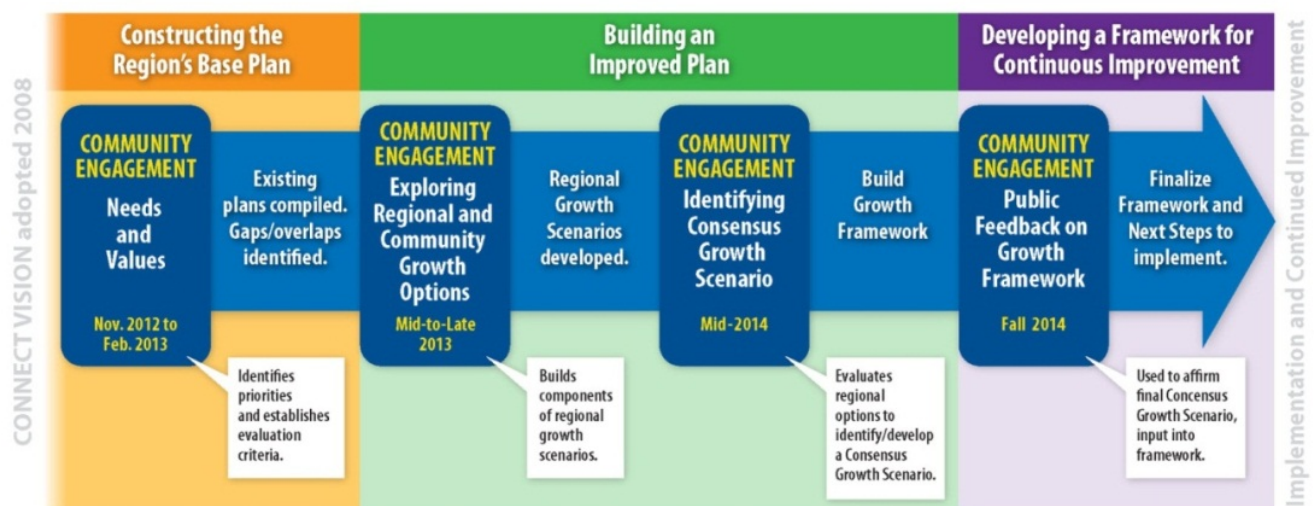 CONNECT VISION adopted 2008
Constructing the
Region's Base Plan
Building an
Improved Plan
Developing a Framework for
Continuous Improvement
COMMUNITY
ENGAGEMENT
Needs
and
Values
Nov. 2012 to
Feb. 2013
Existing
plans compiled.
Gaps/overlaps
identified.
Identifies
priorities
and establishes
evaluation
criteria.
COMMUNITY
ENGAGEMENT
Exploring
Regional and
Community
Growth
Options
Mid-to-Late
2013
Regional
Growth
Scenarios
developed.
Builds
components
of regional
growth
scenarios.
COMMUNITY
ENGAGEMENT
Identifying
Consensus
Growth
Scenario
Mid-2014
Build
Growth
Framework
Evaluates
regional
options to
identify/develop
a Consensus
Growth Scenario.
COMMUNITY
ENGAGEMENT
Public
Feedback on
Growth
Framework
Fall 2014
Finalize
Framework and
Next Steps to
implement.
Used to affirm
final Concensus
Growth Scenario,
input into
framework.
Implementation and Continued Improvement